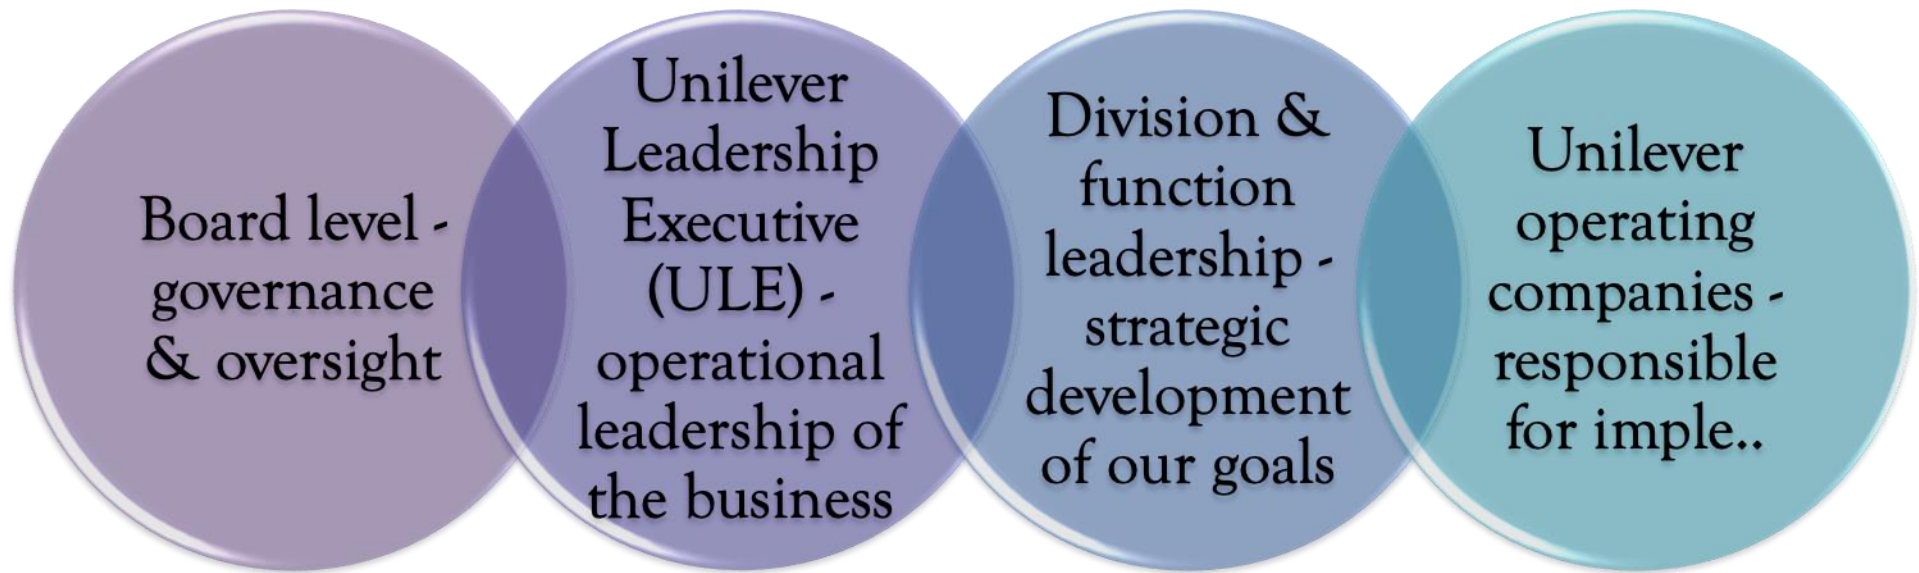 Board level -
governance
& oversight
Unilever
Leadership
Executive
(ULE) -
operational
leadership of
the business
Division &
function
leadership -
strategic
development
of our goals
Unilever
operating
companies -
responsible
for imple..